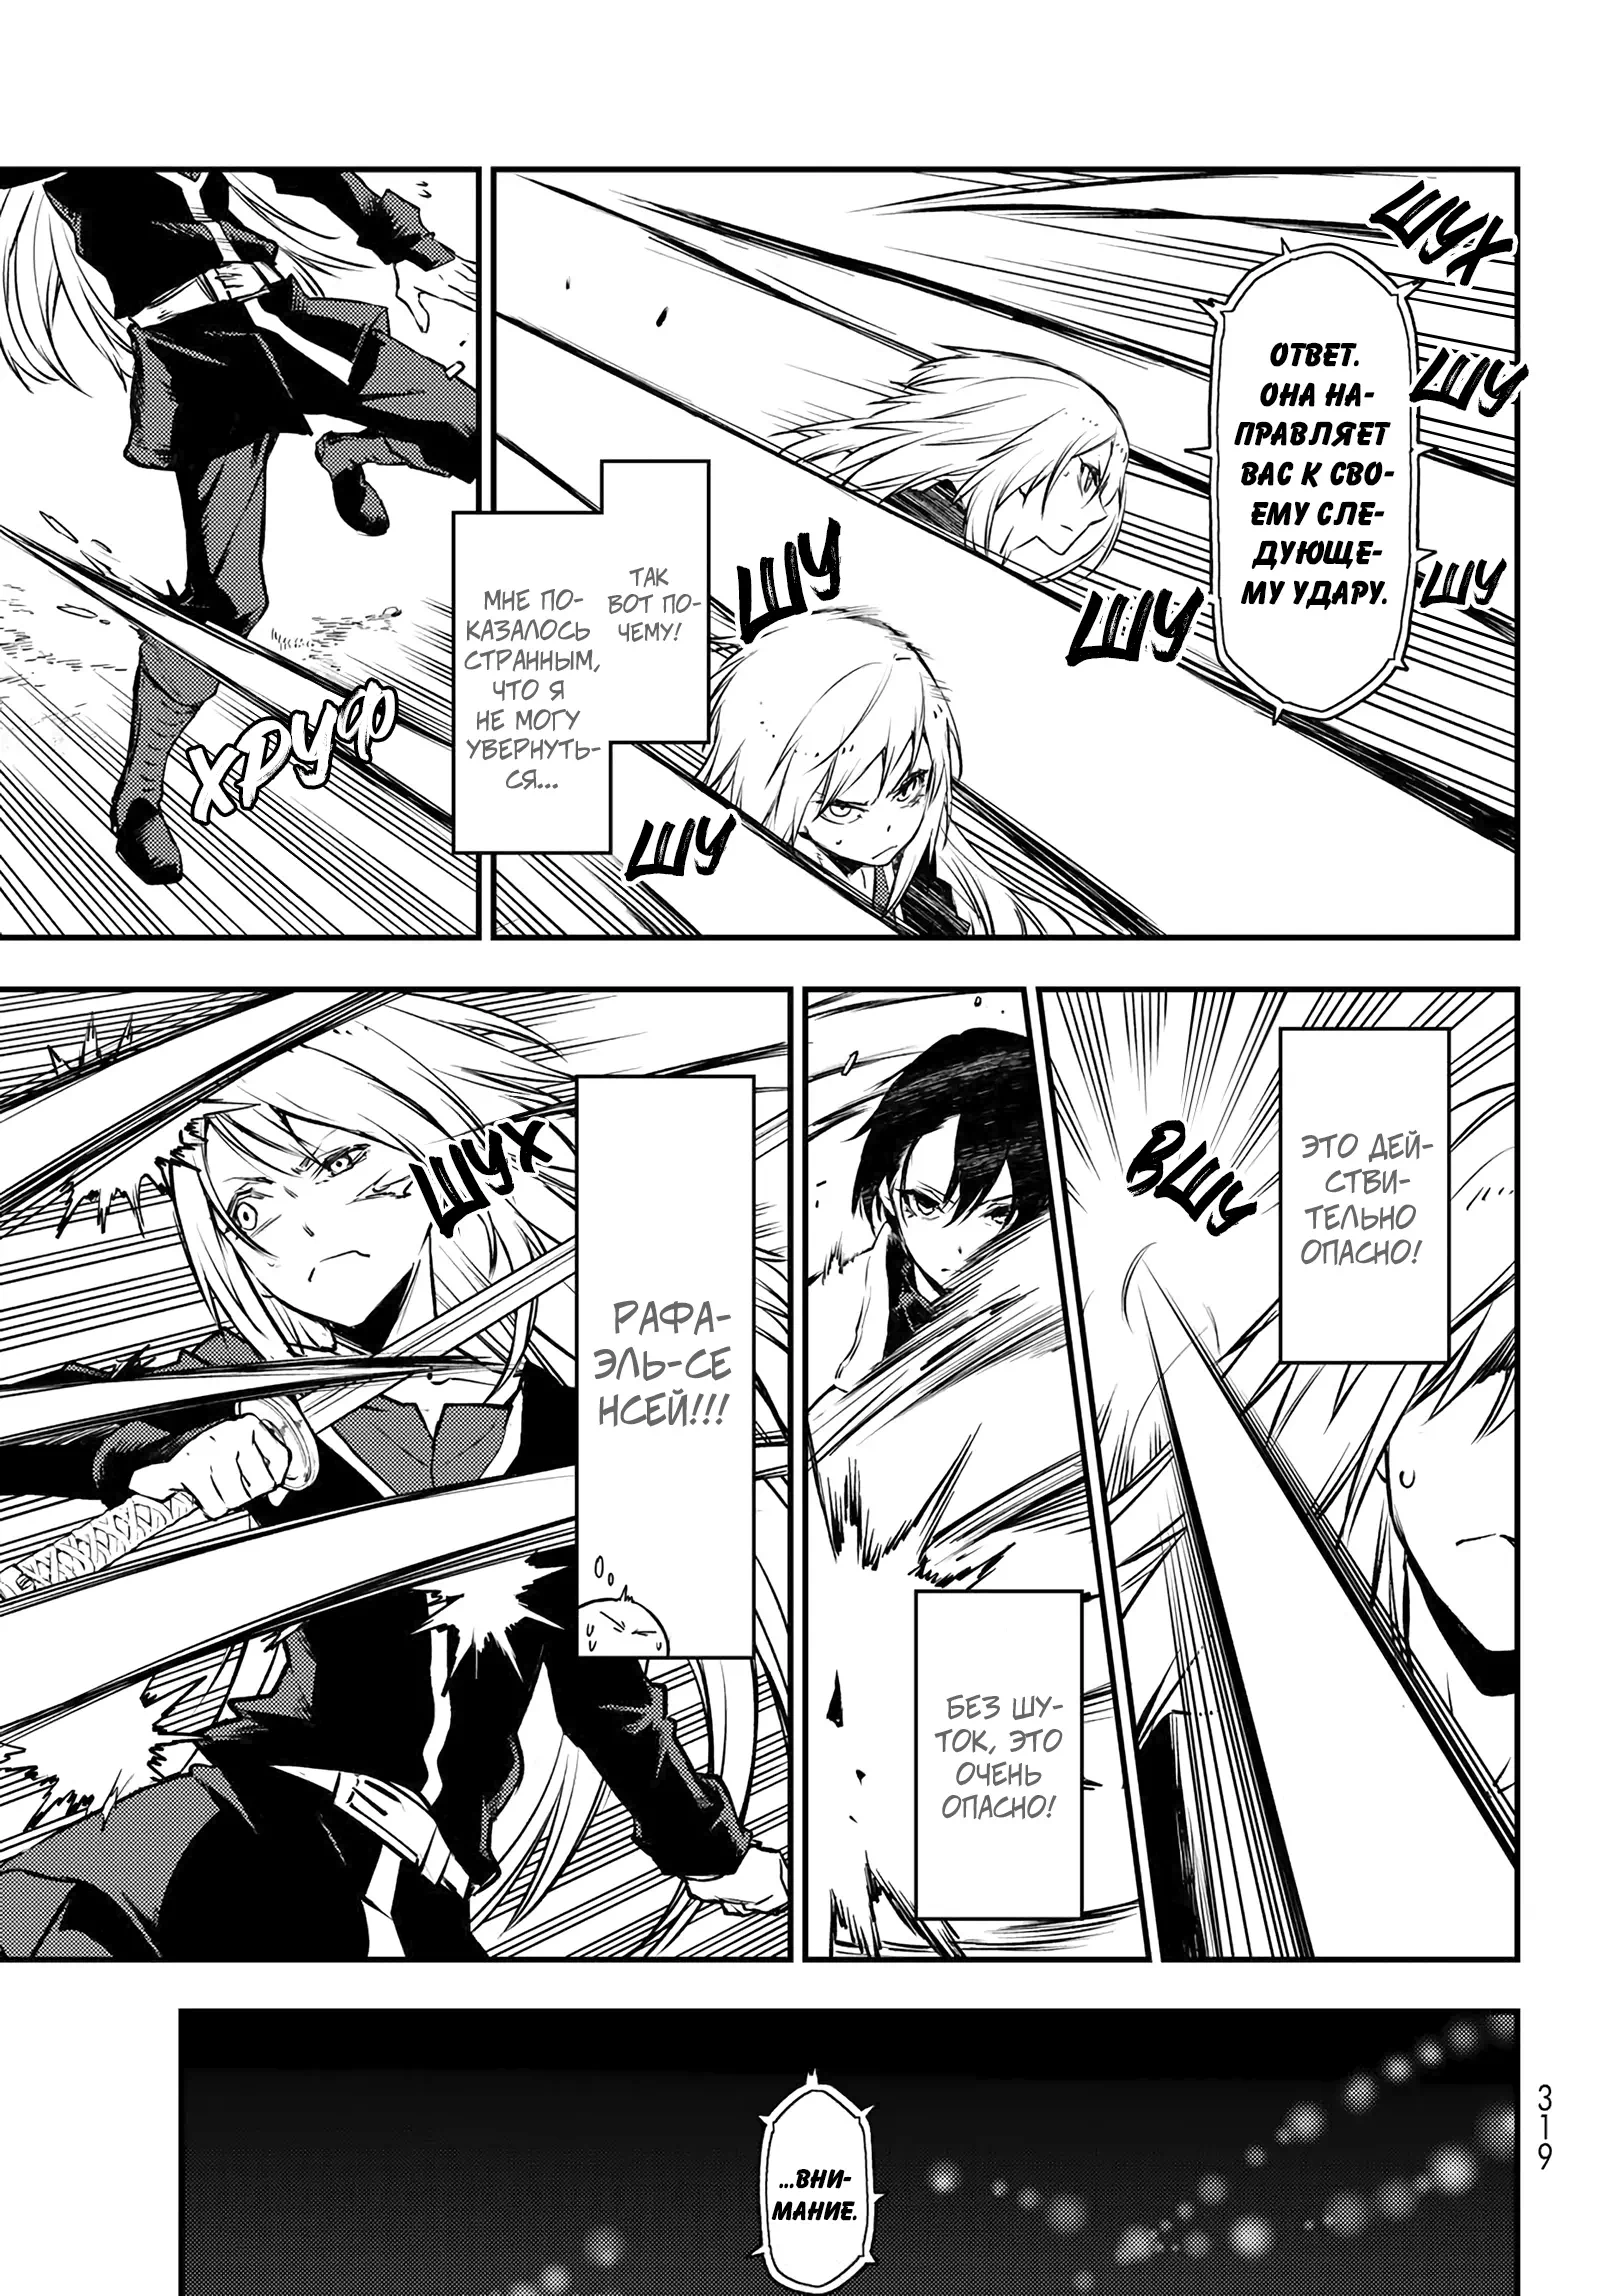 ШУХ
ОТВЕТ.
ОНА НА-
ПРАВЛЯЕТ
ВАС К СВО-
ЕМУ СЛЕ-
ДУЮЩЕ-
МУ УДАРУ.
ШУ
ШУ
ШУ
ШУ
ШУ
ТАК
ВОТ ПО-
ЧЕМУ!
МНЕ ПО-
КАЗАЛОСЬ
СТРАННЫМ,
ЧТО Я
НЕ МОГУ
УВЕРНУТЬ-
СЯ...
ХРУФ
ЭТО ДЕЙ-
СТВИ-
ТЕЛЬНО
ОПАСНО!
ВШУ
БЕЗ ШУ-
ТОК, ЭТО
ОЧЕНЬ
ОПАСНО!
ШУХ
РАФА-
ЭЛЬ-СЕ
НСЕЙ!!!
...ВНИ-
МАНИЕ.
319